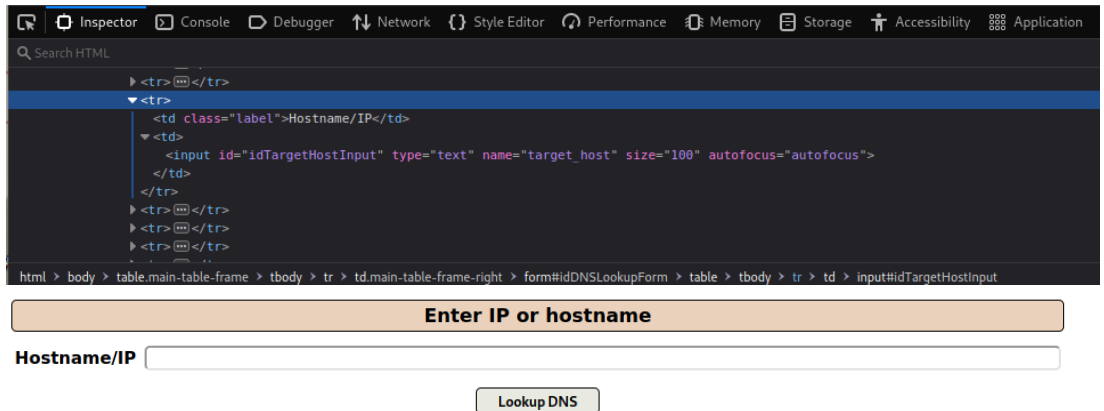 Inspector Console Debugger Network Style Editor Performance Memory Storage Accessibility Application
Search HTML
<tr></tr>
<tr>
<td class="label">Hostname/IP</td>
<td>
<input id="idTargetHostInput" type="text" name="target_host" size="100" autofocus="autofocus">
</td>
</tr>
<tr></tr>
<tr></tr>
<tr></tr>
html > body > table.main-table-frame > tbody > tr > td.main-table-frame-right > form#idDNSLookupForm > table > tbody > tr > td > input#idTargetHostInput
Enter IP or hostname
Hostname/IP
Lookup DNS